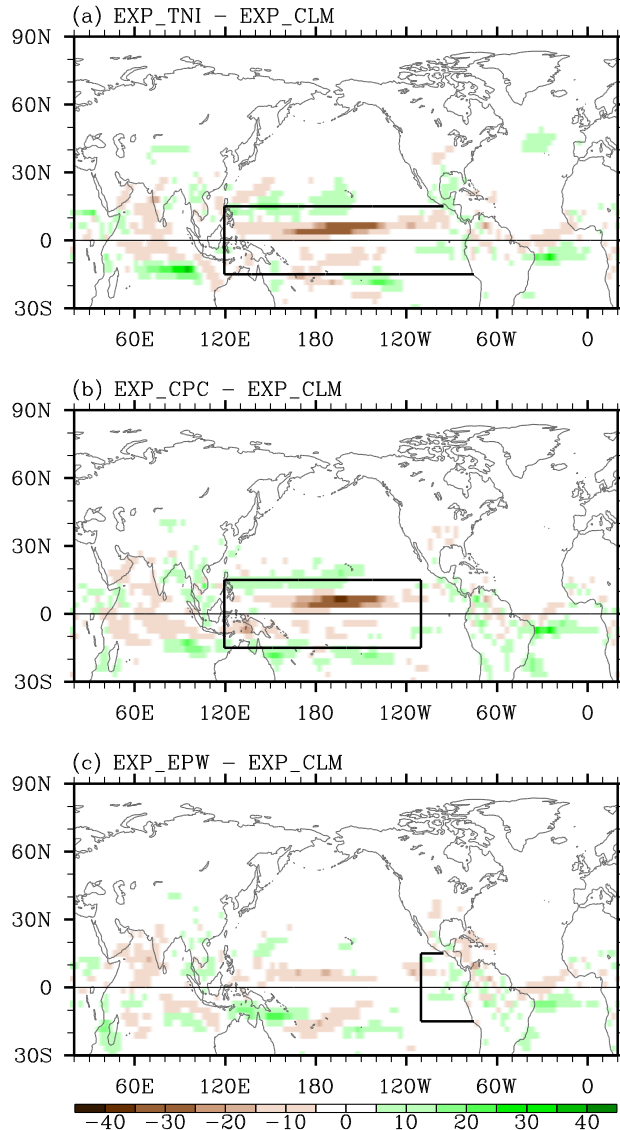 (a) EXP_TNI − EXP_CLM
90N
60N
30N
0
30S
60E 120E 180 120W 60W 0
(b) EXP_CPC − EXP_CLM
90N
60N
30N
0
30S
60E 120E 180 120W 60W 0
(c) EXP_EPW − EXP_CLM
90N
60N
30N
0
30S
60E 120E 180 120W 60W 0
−40 −30 −20 −10 0 10 20 30 40